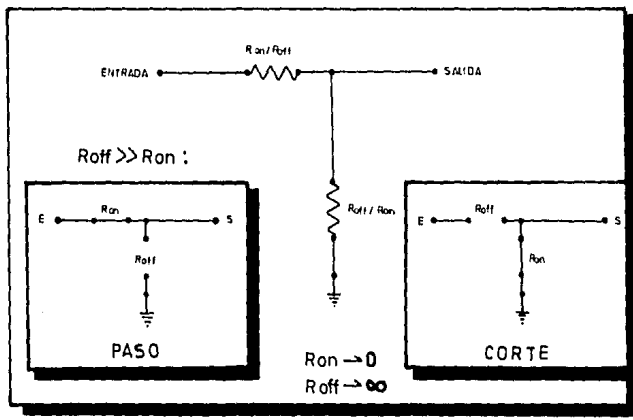 Ron/Roff
ENTRADA
SALIDA
Roff >> Ron :
Roff/Ron
E
Ron
S
Roff
PASO
E
Roff
S
Ron
CORTE
Ron → 0
Roff → ∞